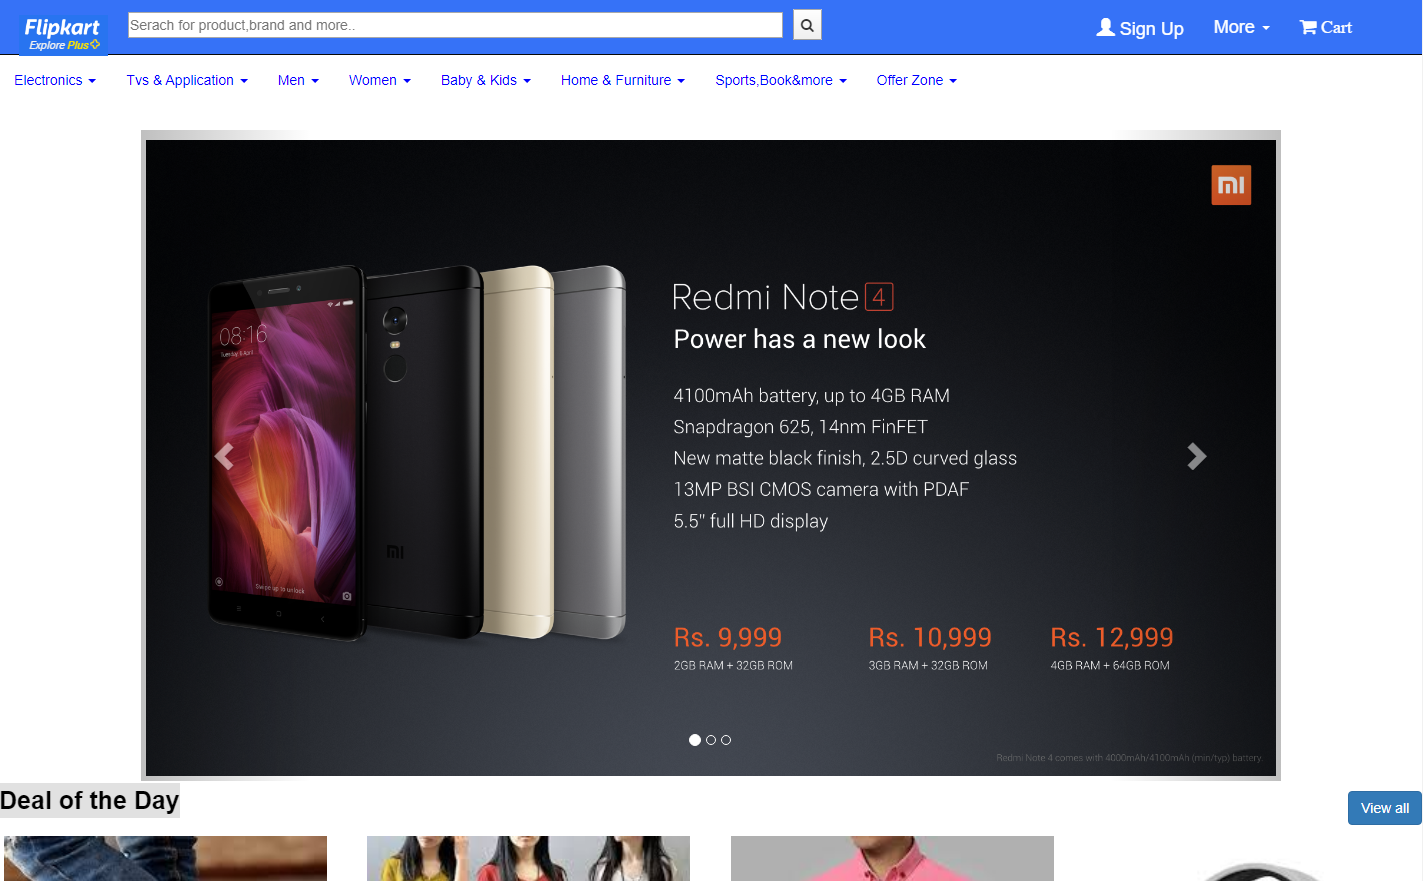 Flipkart
Explore Plus
Serach for product,brand and more..
Sign Up
More
Cart
Electronics
Tvs & Application
Men
Women
Baby & Kids
Home & Furniture
Sports,Book&more
Offer Zone
mi
08:16
Tuesday, 8 April
Swipe up to unlock
mi
Redmi Note 4
Power has a new look
4100mAh battery, up to 4GB RAM
Snapdragon 625, 14nm FinFET
New matte black finish, 2.5D curved glass
13MP BSI CMOS camera with PDAF
5.5" full HD display
Rs. 9,999
Rs. 10,999
Rs. 12,999
2GB RAM + 32GB ROM
3GB RAM + 32GB ROM
4GB RAM + 64GB ROM
Redmi Note 4 comes with 4000mAh/4100mAh (min/typ) battery.
Deal of the Day
View all